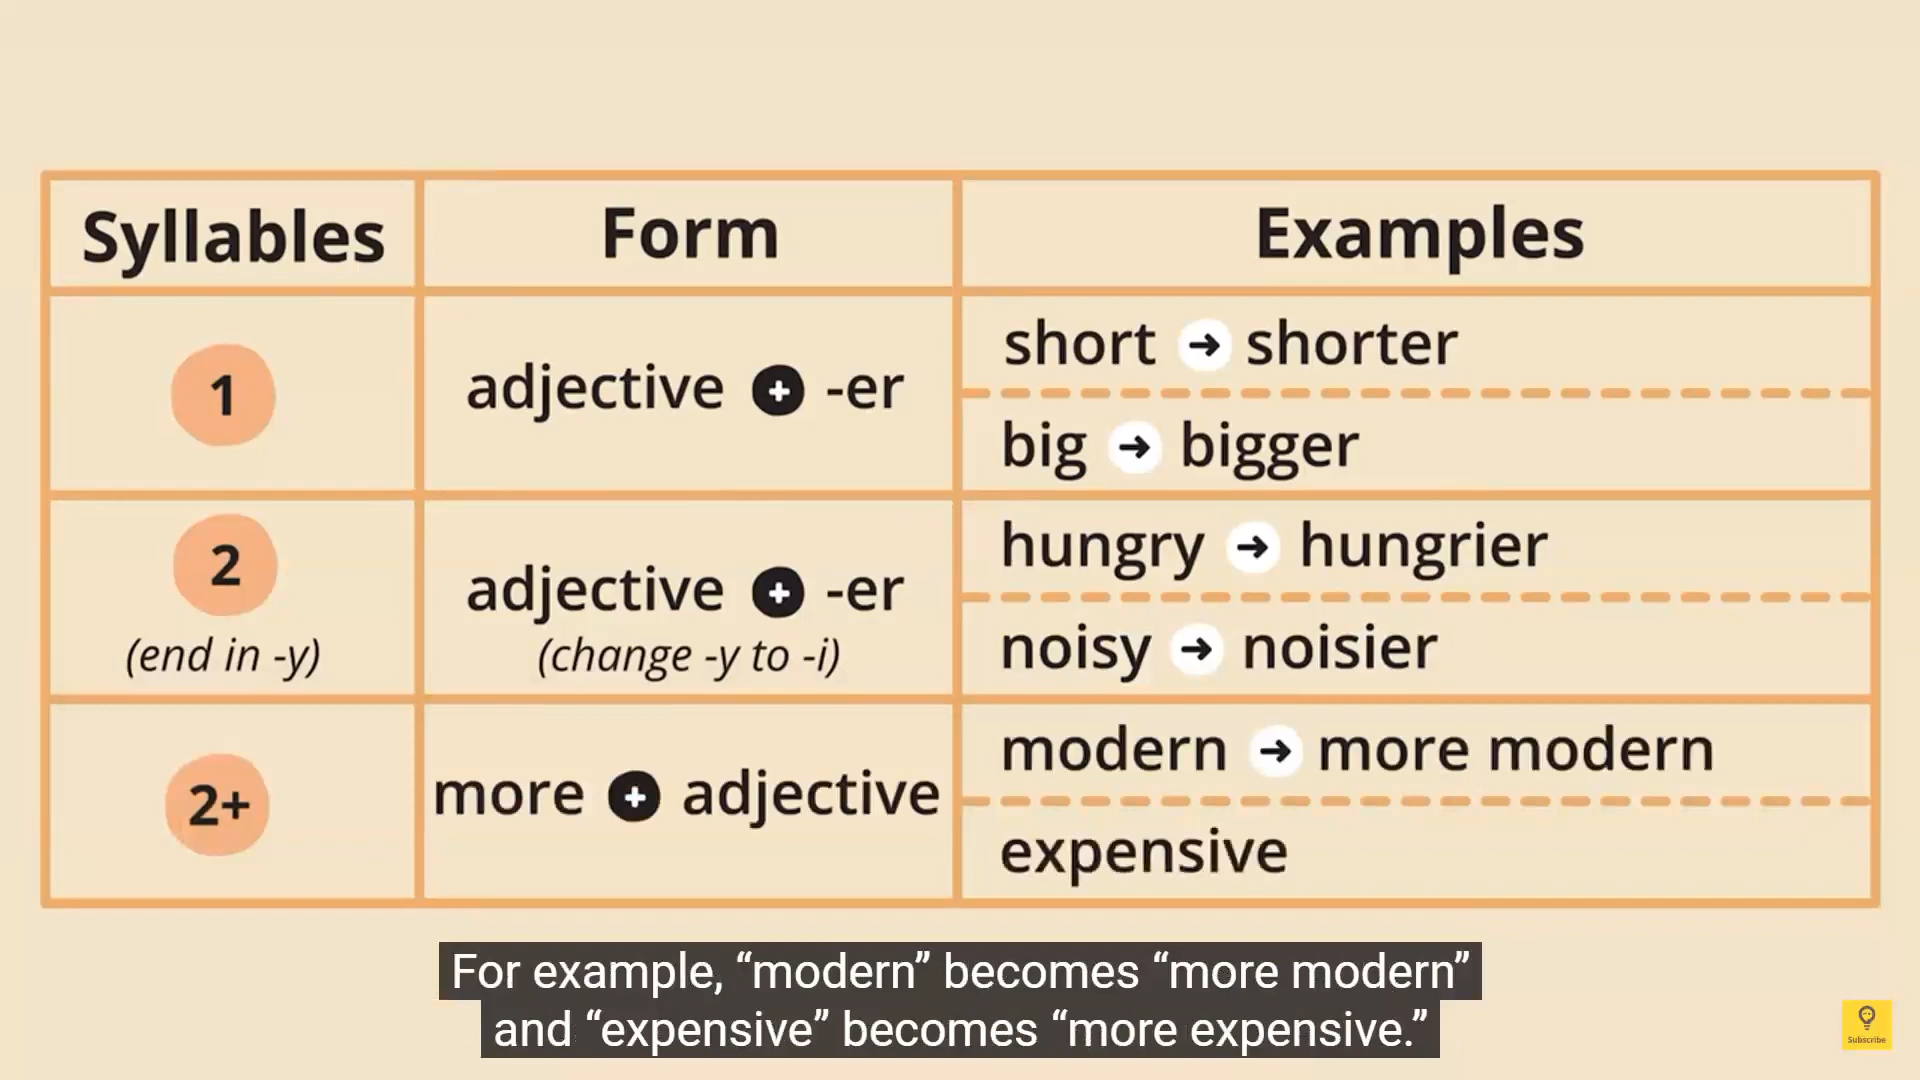 Syllables Form Examples
1 adjective + -er short → shorter
big → bigger
2 (end in -y) adjective + -er (change -y to -i) hungry → hungrier
noisy → noisier
2+ more + adjective modern → more modern
expensive
For example, “modern” becomes “more modern”
and “expensive” becomes “more expensive.”
Subscribe